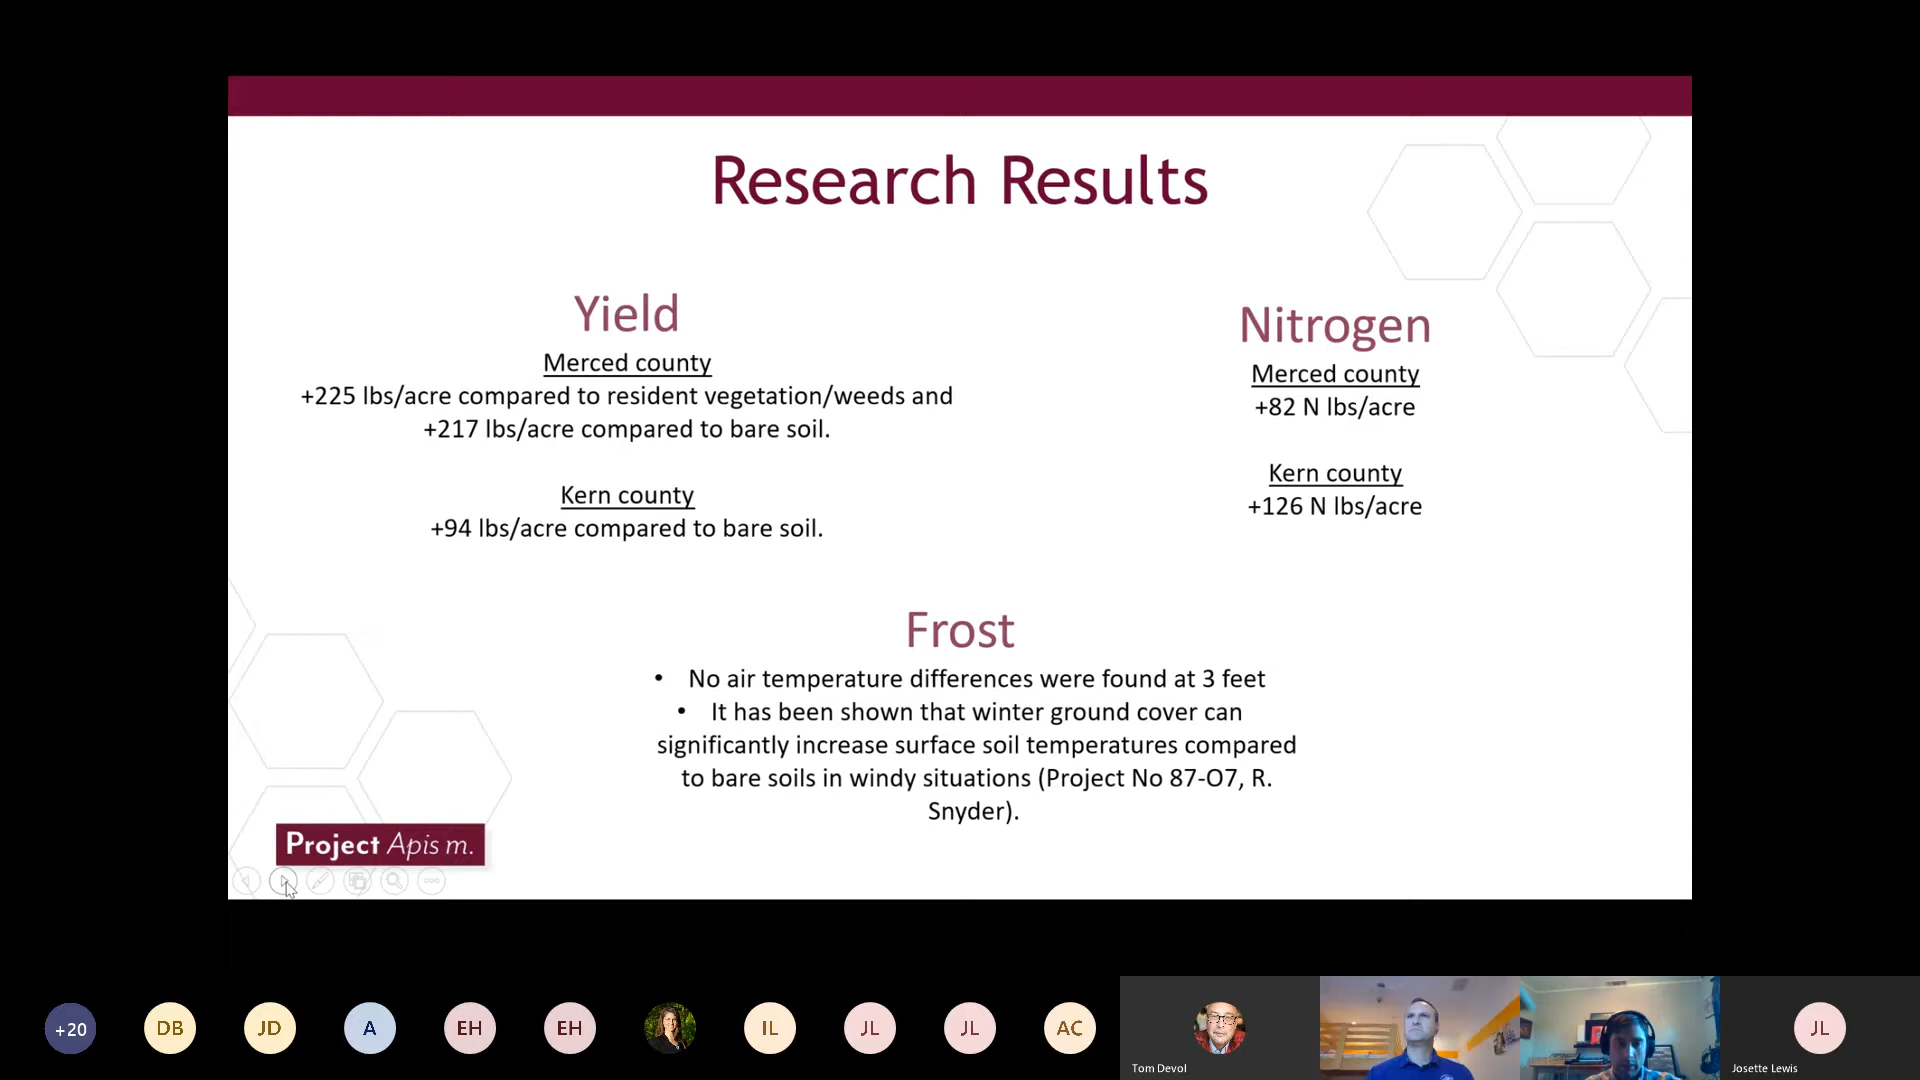 Research Results
Yield
Merced county
+225 lbs/acre compared to resident vegetation/weeds and
+217 lbs/acre compared to bare soil.
Kern county
+94 lbs/acre compared to bare soil.
Nitrogen
Merced county
+82 N lbs/acre
Kern county
+126 N lbs/acre
Frost
• No air temperature differences were found at 3 feet
• It has been shown that winter ground cover can
significantly increase surface soil temperatures compared
to bare soils in windy situations (Project No 87-O7, R.
Snyder).
Project Apis m.
+20
DB
JD
A
EH
EH
IL
JL
JL
AC
Tom Devol
JL
Josette Lewis